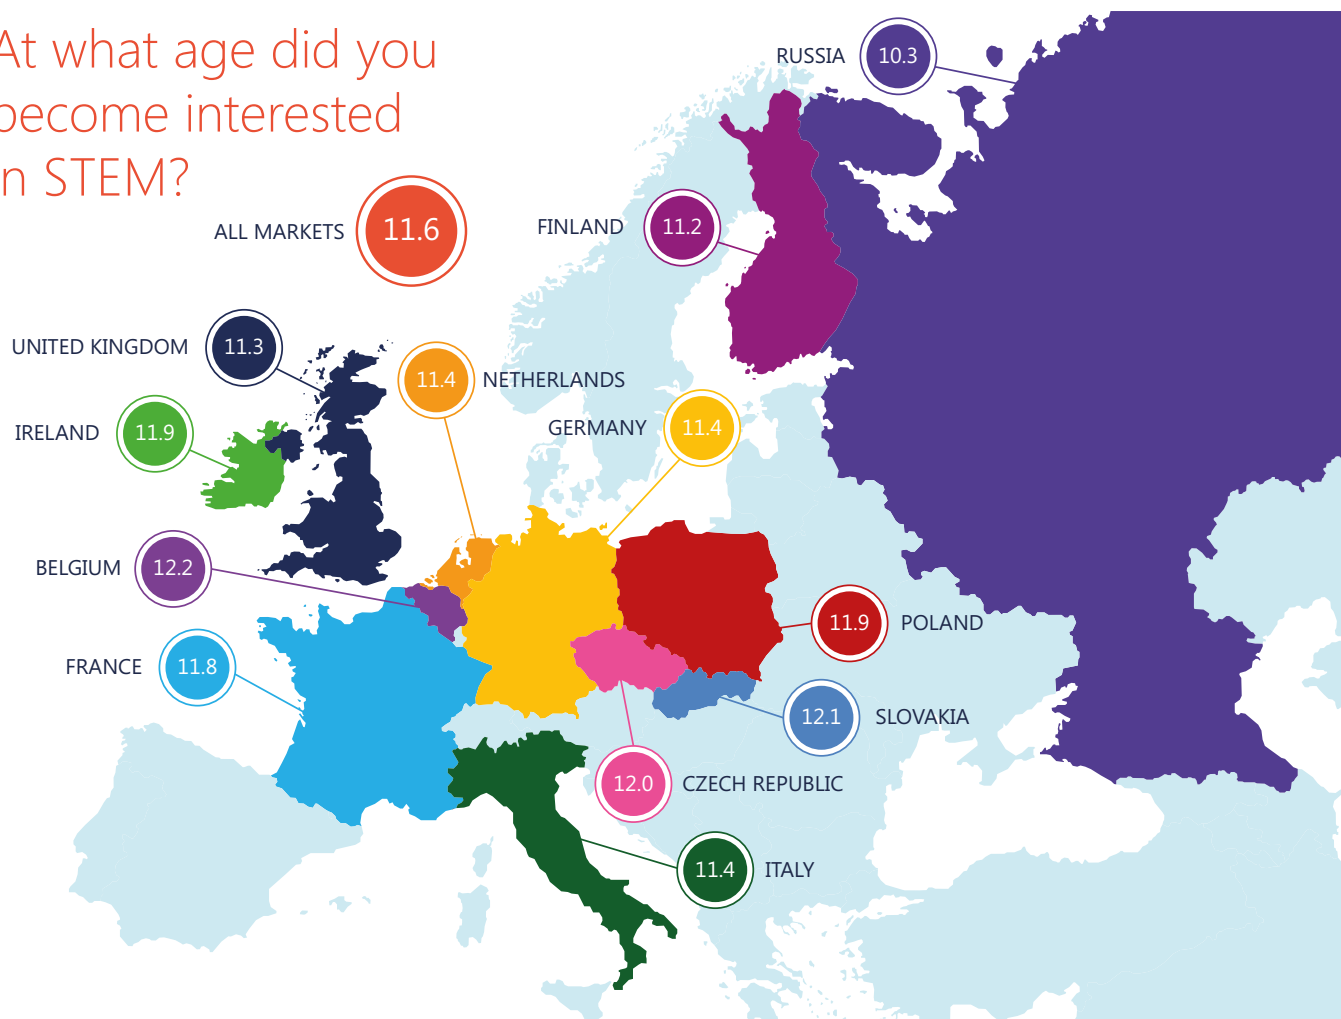 At what age did you
become interested
in STEM?
RUSSIA 10.3
ALL MARKETS 11.6
FINLAND 11.2
UNITED KINGDOM 11.3
11.4 NETHERLANDS
IRELAND 11.9
GERMANY 11.4
BELGIUM 12.2
11.9 POLAND
FRANCE 11.8
12.1 SLOVAKIA
12.0 CZECH REPUBLIC
11.4 ITALY